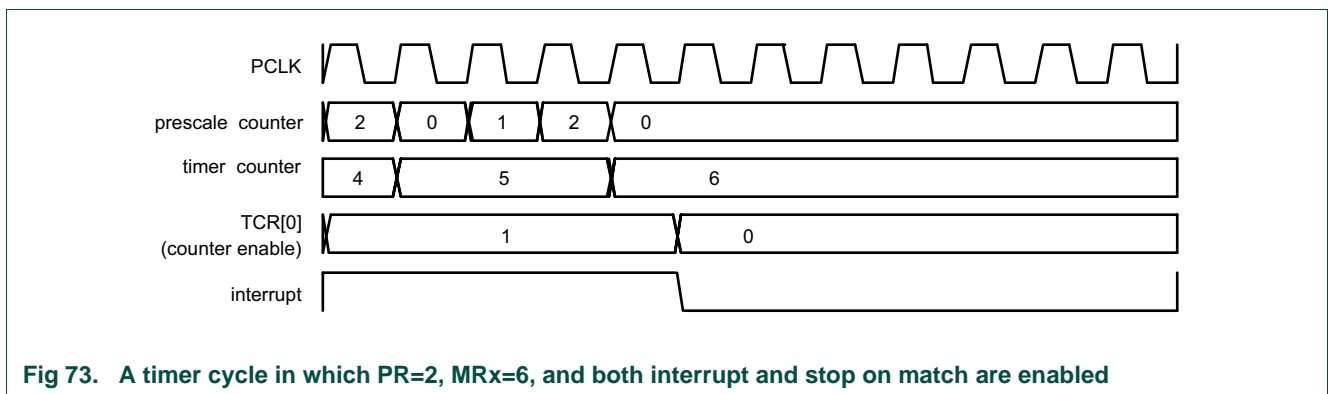 PCLK
prescale counter 2 0 1 2 0
timer counter 4 5 6
TCR[0]
(counter enable) 1 0
interrupt
Fig 73. A timer cycle in which PR=2, MRx=6, and both interrupt and stop on match are enabled